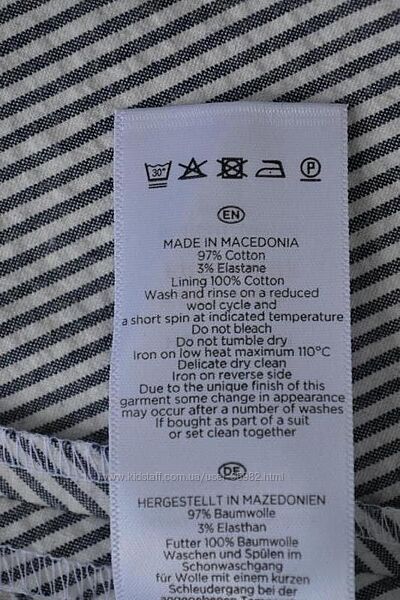 30°
P
EN
MADE IN MACEDONIA
97% Cotton
3% Elastane
Lining 100% Cotton
Wash and rinse on a reduced
wool cycle and
a short spin at indicated temperature
Do not bleach
Do not tumble dry
Iron on low heat maximum 110°C
Delicate dry clean
Iron on reverse side
Due to the unique finish of this
garment some change in appearance
may occur after a number of washes
If bought as part of a suit
or set clean together
DE
HERGESTELLT IN MAZEDONIEN
97% Baumwolle
3% Elasthan
Futter 100% Baumwolle
Waschen und Spülen im
Schonwaschgang
für Wolle mit einem kurzen
Schleudergang bei der